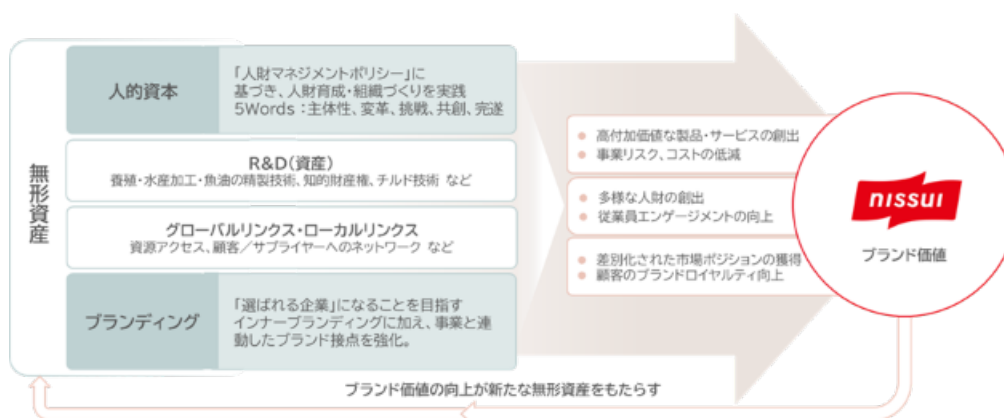 無形資産
人的資本
「人財マネジメントポリシー」に
基づき、人財育成・組織づくりを実践
5Words：主体性、変革、挑戦、共創、完遂
R&D（資産）
養殖・水産加工・魚油の精製技術、知的財産権、チルド技術 など
グローバルリンクス・ローカルリンクス
資源アクセス、顧客／サプライヤーへのネットワーク など
ブランディング
「選ばれる企業」になることを目指す
インナーブランディングに加え、事業と連
動したブランド接点を強化。
高付加価値な製品・サービスの創出
事業リスク、コストの低減
多様な人財の創出
従業員エンゲージメントの向上
差別化された市場ポジションの獲得
顧客のブランドロイヤルティ向上
nissui
ブランド価値
ブランド価値の向上が新たな無形資産をもたらす